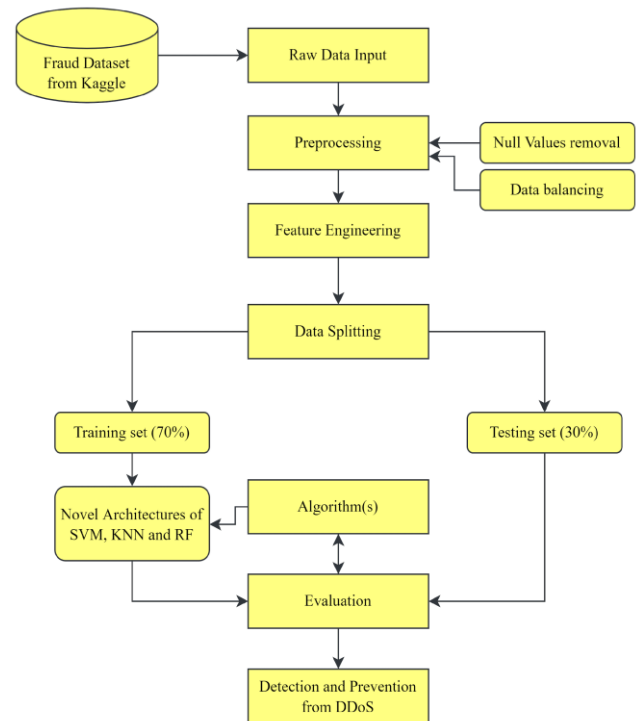 Fraud Dataset
from Kaggle
Raw Data Input
Preprocessing
Null Values removal
Data balancing
Feature Engineering
Data Splitting
Training set (70%)
Testing set (30%)
Novel Architectures of
SVM, KNN and RF
Algorithm(s)
Evaluation
Detection and Prevention
from DDoS